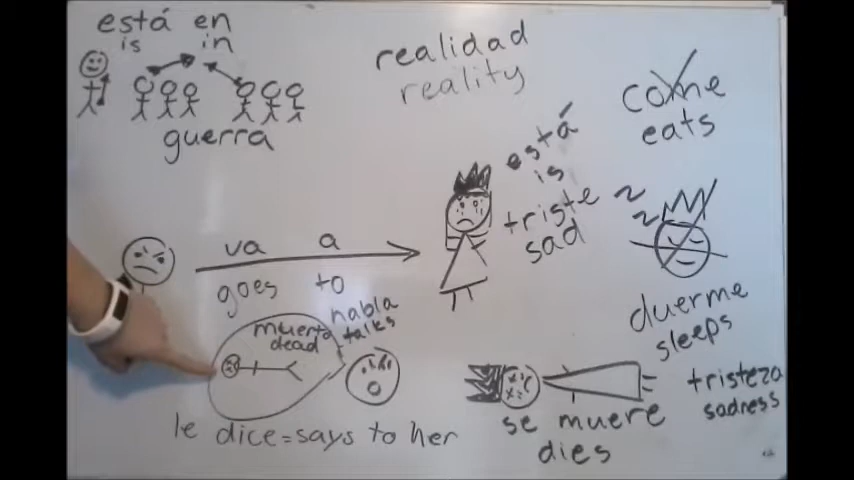 está en
is in
guerra
realidad
reality
come
eats
está
is
triste
sad
va a
goes to
habla
talks
muerta
dead
le dice=says to her
z
z
duerme
sleeps
se muere
dies
tristeza
sadness